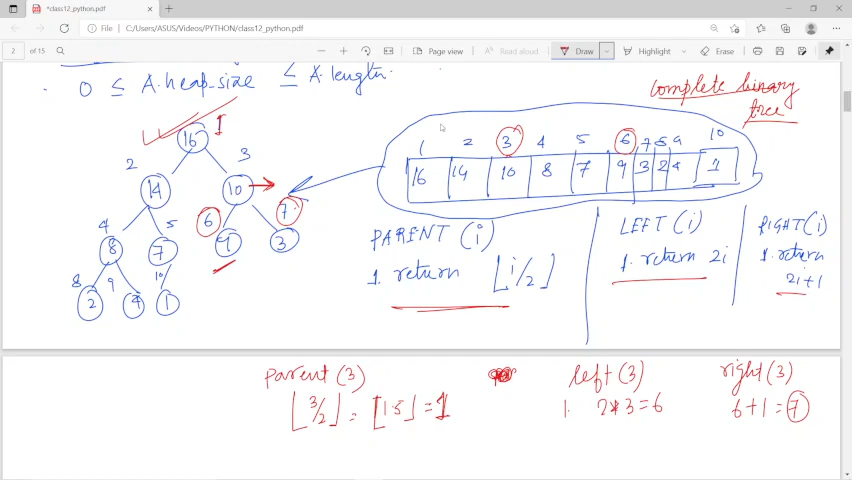 *class12_python.pdf
File | C:/Users/ASUS/Videos/PYTHON/class12_python.pdf
2 of 15
Page view
Read aloud
Draw
Highlight
Erase
0 ≤ A.heap-size ≤ A.length.
complete binary
tree
16 1
2 3
14 10
1 2 3 4 5 6 7 8 9 10
16 14 10 8 7 9 3 2 4 1
6 7
4 5
8 7 9 3
8 9 10
2 4 1
PARENT (i)
1. return ⌊i/2⌋
LEFT (i)
1. return 2i
RIGHT (i)
1. return
2i+1
parent (3)
⌊3/2⌋ = ⌊1.5⌋ = 1
left (3)
1. 2*3=6
right (3)
6+1=7